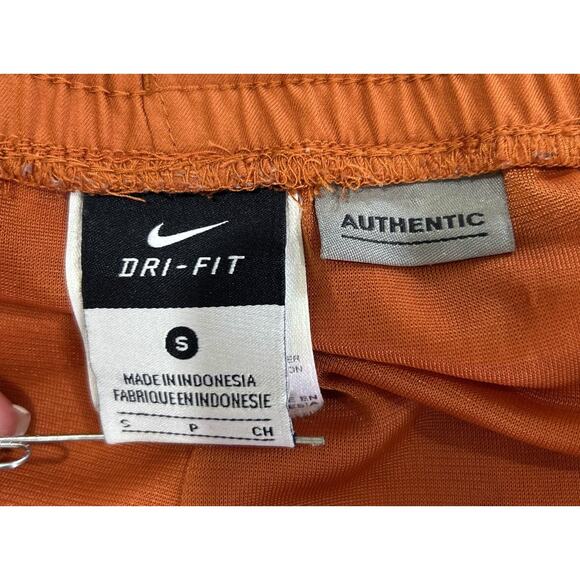 DRI-FIT
AUTHENTIC
S
MADE IN INDONESIA
FABRIQUE EN INDONESIE
S P CH